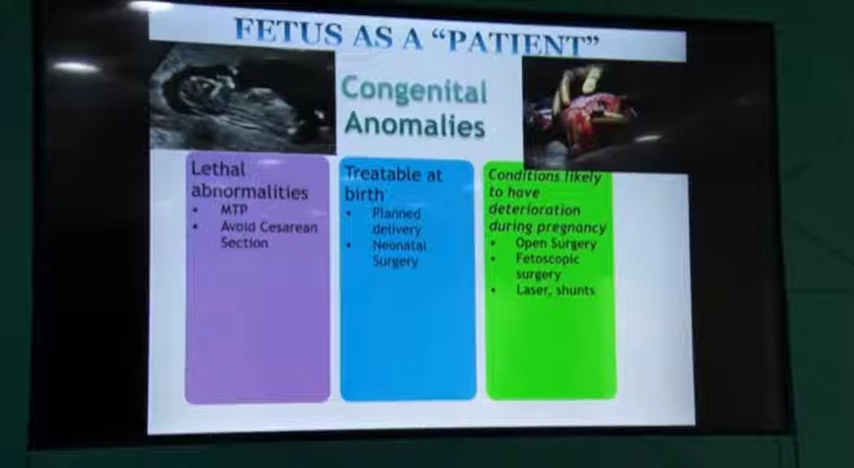 FETUS AS A “PATIENT”
Congenital
Anomalies
Lethal
abnormalities
• MTP
• Avoid Cesarean
Section
Treatable at
birth
• Planned
delivery
• Neonatal
Surgery
Conditions likely
to have
deterioration
during pregnancy
• Open Surgery
• Fetoscopic
surgery
• Laser, shunts